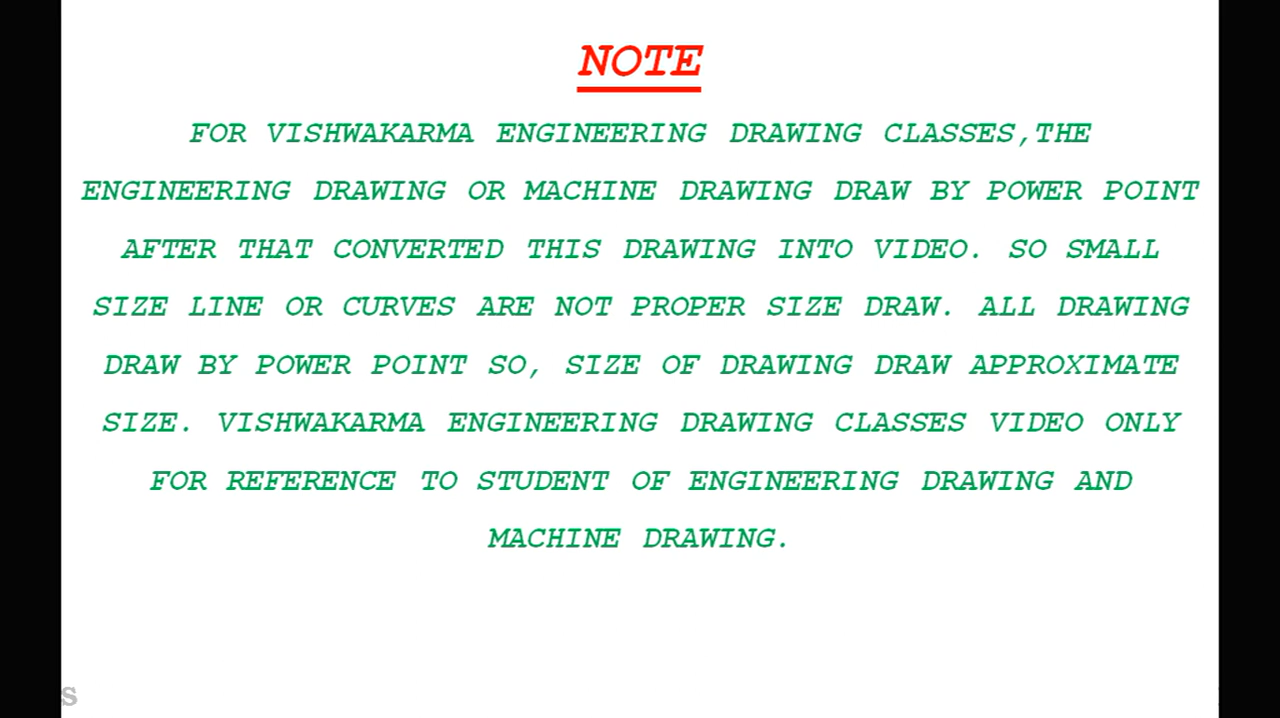 NOTE
FOR VISHWAKARMA ENGINEERING DRAWING CLASSES,THE
ENGINEERING DRAWING OR MACHINE DRAWING DRAW BY POWER POINT
AFTER THAT CONVERTED THIS DRAWING INTO VIDEO. SO SMALL
SIZE LINE OR CURVES ARE NOT PROPER SIZE DRAW. ALL DRAWING
DRAW BY POWER POINT SO, SIZE OF DRAWING DRAW APPROXIMATE
SIZE. VISHWAKARMA ENGINEERING DRAWING CLASSES VIDEO ONLY
FOR REFERENCE TO STUDENT OF ENGINEERING DRAWING AND
MACHINE DRAWING.
S